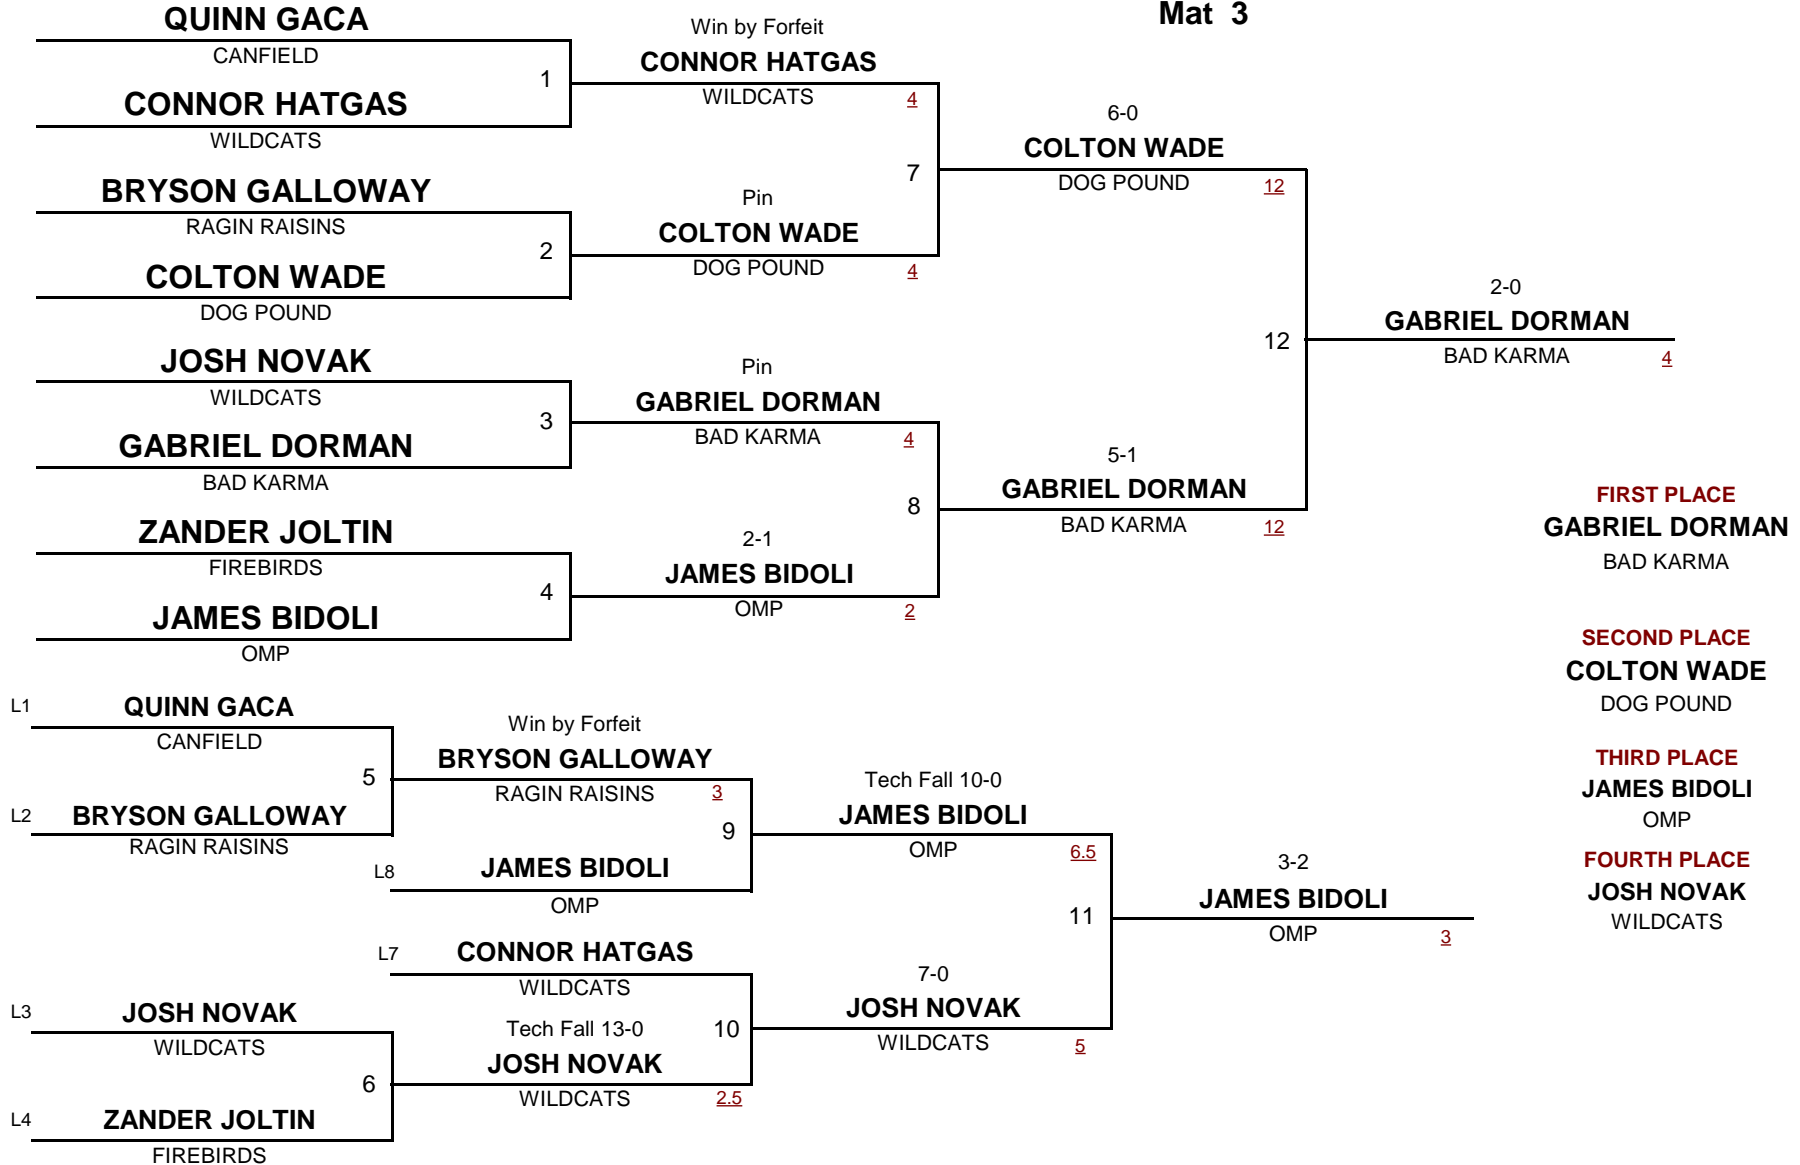 Mat 3
QUINN GACA
CANFIELD
1
CONNOR HATGAS
WILDCATS
BRYSON GALLOWAY
RAGIN RAISINS
2
COLTON WADE
DOG POUND
JOSH NOVAK
WILDCATS
3
GABRIEL DORMAN
BAD KARMA
ZANDER JOLTIN
FIREBIRDS
4
JAMES BIDOLI
OMP
Win by Forfeit
CONNOR HATGAS
WILDCATS 4
7
Pin
COLTON WADE
DOG POUND 4
Pin
GABRIEL DORMAN
BAD KARMA 4
8
2-1
JAMES BIDOLI
OMP 2
6-0
COLTON WADE
DOG POUND 12
12
5-1
GABRIEL DORMAN
BAD KARMA 12
2-0
GABRIEL DORMAN
BAD KARMA 4
FIRST PLACE
GABRIEL DORMAN
BAD KARMA
SECOND PLACE
COLTON WADE
DOG POUND
THIRD PLACE
JAMES BIDOLI
OMP
FOURTH PLACE
JOSH NOVAK
WILDCATS
L1 QUINN GACA
CANFIELD
5
L2 BRYSON GALLOWAY
RAGIN RAISINS
L3 JOSH NOVAK
WILDCATS
6
L4 ZANDER JOLTIN
FIREBIRDS
Win by Forfeit
BRYSON GALLOWAY
RAGIN RAISINS 3
9
L8 JAMES BIDOLI
OMP
L7 CONNOR HATGAS
WILDCATS
10
Tech Fall 13-0
JOSH NOVAK
WILDCATS 2.5
Tech Fall 10-0
JAMES BIDOLI
OMP 6.5
11
7-0
JOSH NOVAK
WILDCATS 5
3-2
JAMES BIDOLI
OMP 3